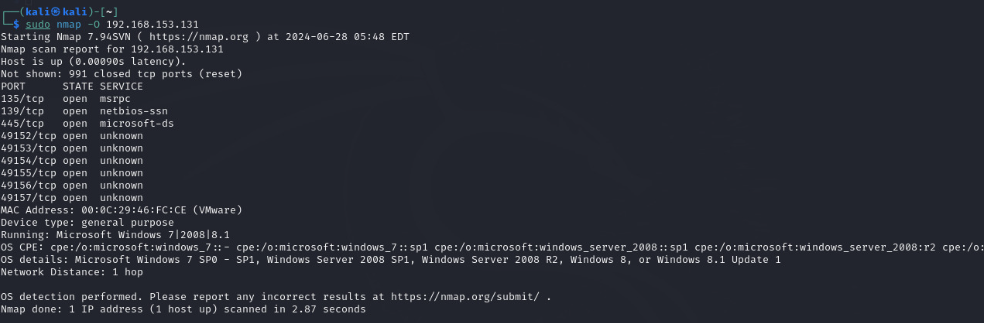 ┌──(kali㉿kali)-[~]
└─$ sudo nmap -O 192.168.153.131
Starting Nmap 7.94SVN ( https://nmap.org ) at 2024-06-28 05:48 EDT
Nmap scan report for 192.168.153.131
Host is up (0.00090s latency).
Not shown: 991 closed tcp ports (reset)
PORT      STATE SERVICE
135/tcp   open  msrpc
139/tcp   open  netbios-ssn
445/tcp   open  microsoft-ds
49152/tcp open  unknown
49153/tcp open  unknown
49154/tcp open  unknown
49155/tcp open  unknown
49156/tcp open  unknown
49157/tcp open  unknown
MAC Address: 00:0C:29:46:FC:CE (VMware)
Device type: general purpose
Running: Microsoft Windows 7|2008|8.1
OS CPE: cpe:/o:microsoft:windows_7::- cpe:/o:microsoft:windows_7::sp1 cpe:/o:microsoft:windows_server_2008::sp1 cpe:/o:microsoft:windows_server_2008:r2 cpe:/o:
OS details: Microsoft Windows 7 SP0 - SP1, Windows Server 2008 SP1, Windows Server 2008 R2, Windows 8, or Windows 8.1 Update 1
Network Distance: 1 hop
OS detection performed. Please report any incorrect results at https://nmap.org/submit/ .
Nmap done: 1 IP address (1 host up) scanned in 2.87 seconds